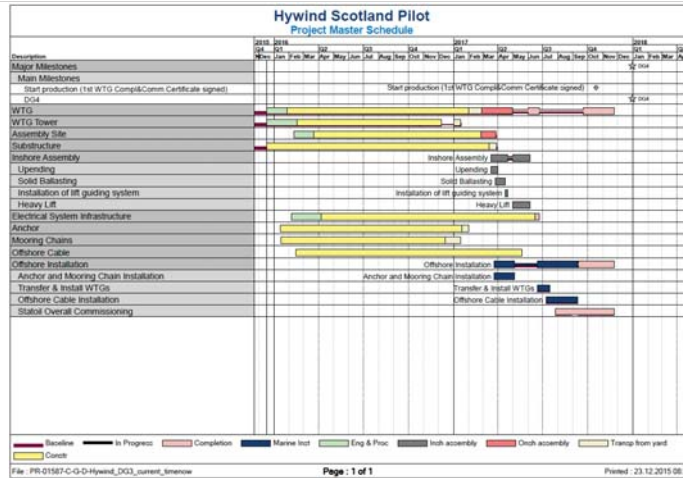 Hywind Scotland Pilot
Project Master Schedule
2015 2016 2017 2018
Q4 Q1 Q2 Q3 Q4 Q1 Q2 Q3 Q4 Q1
Description
Dec Jan Feb Mar Apr May Jun Jul Aug Sep Oct Nov Dec Jan Feb Mar Apr May Jun Jul Aug Sep Oct Nov Dec Jan Feb Mar
Major Milestones DG4
Main Milestones
Start production (1st WTG Compl&Comm.Certificate signed) Start production (1st WTG Compl&Comm.Certificate signed)
DG4 DG4
WTG
WTG Tower
Assembly Site
Substructure
Inshore Assembly Inshore Assembly
Upending Upending
Solid Ballasting Solid Ballasting
Installation of lift guiding system Installation of lift guiding system
Heavy Lift Heavy Lift
Electrical System Infrastructure
Anchor
Mooring Chains
Offshore Cable
Offshore Installation Offshore Installation
Anchor and Mooring Chain Installation Anchor and Mooring Chain Installation
Transfer & Install WTGs Transfer & Install WTGs
Offshore Cable Installation Offshore Cable Installation
Statoil Overall Commissioning
Baseline In Progress Completion Marine Inst Eng & Proc Insh assembly Onsh assembly Transp from yard
Constr
File : PR-01587-C-G-D-Hywind_DG3_current_timenow Page : 1 of 1 Printed : 23.12.2015 08: